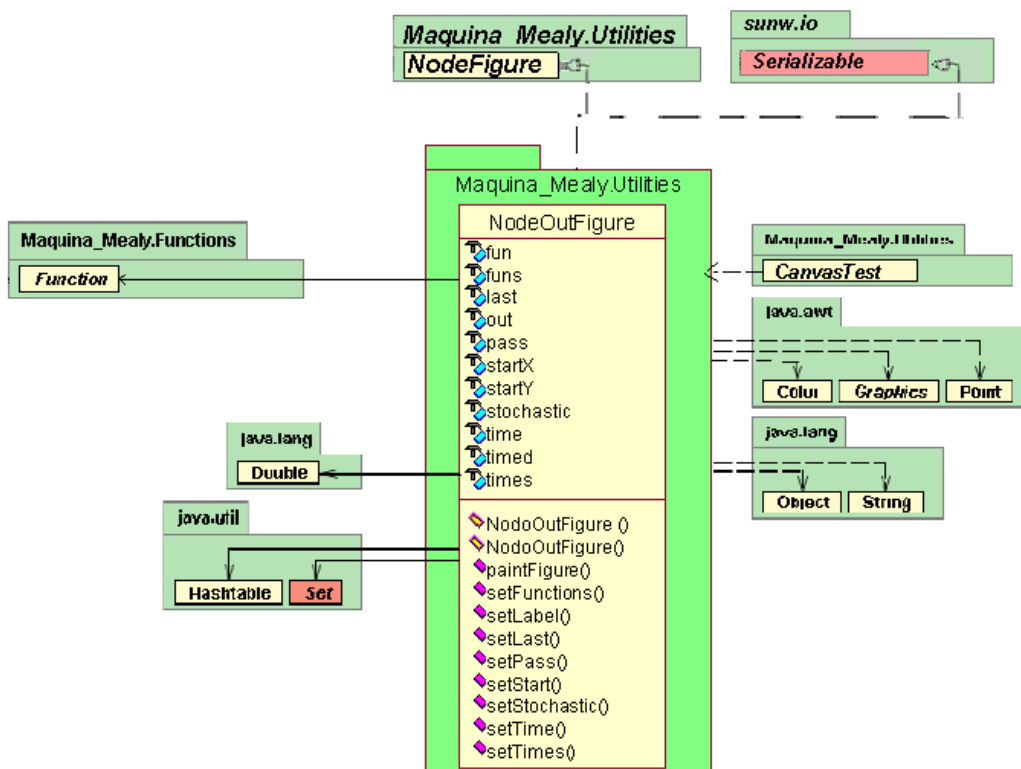 Maquina_Mealy.Utilities
NodeFigure
sunw.io
Serializable
Maquina_Mealy.Utilities
NodeOutFigure
fun
funs
last
out
pass
startX
startY
stochastic
time
timed
times
NodoOutFigure ()
NodoOutFigure()
paintFigure()
setFunctions()
setLabel()
setLast()
setPass()
setStart()
setStochastic()
setTime()
setTimes()
Maquina_Mealy.Functions
Function
java.lang
Double
java.util
Hashtable
Set
Maquina_Mealy.Utilities
CanvasTest
java.awt
Color
Graphics
Point
java.lang
Object
String